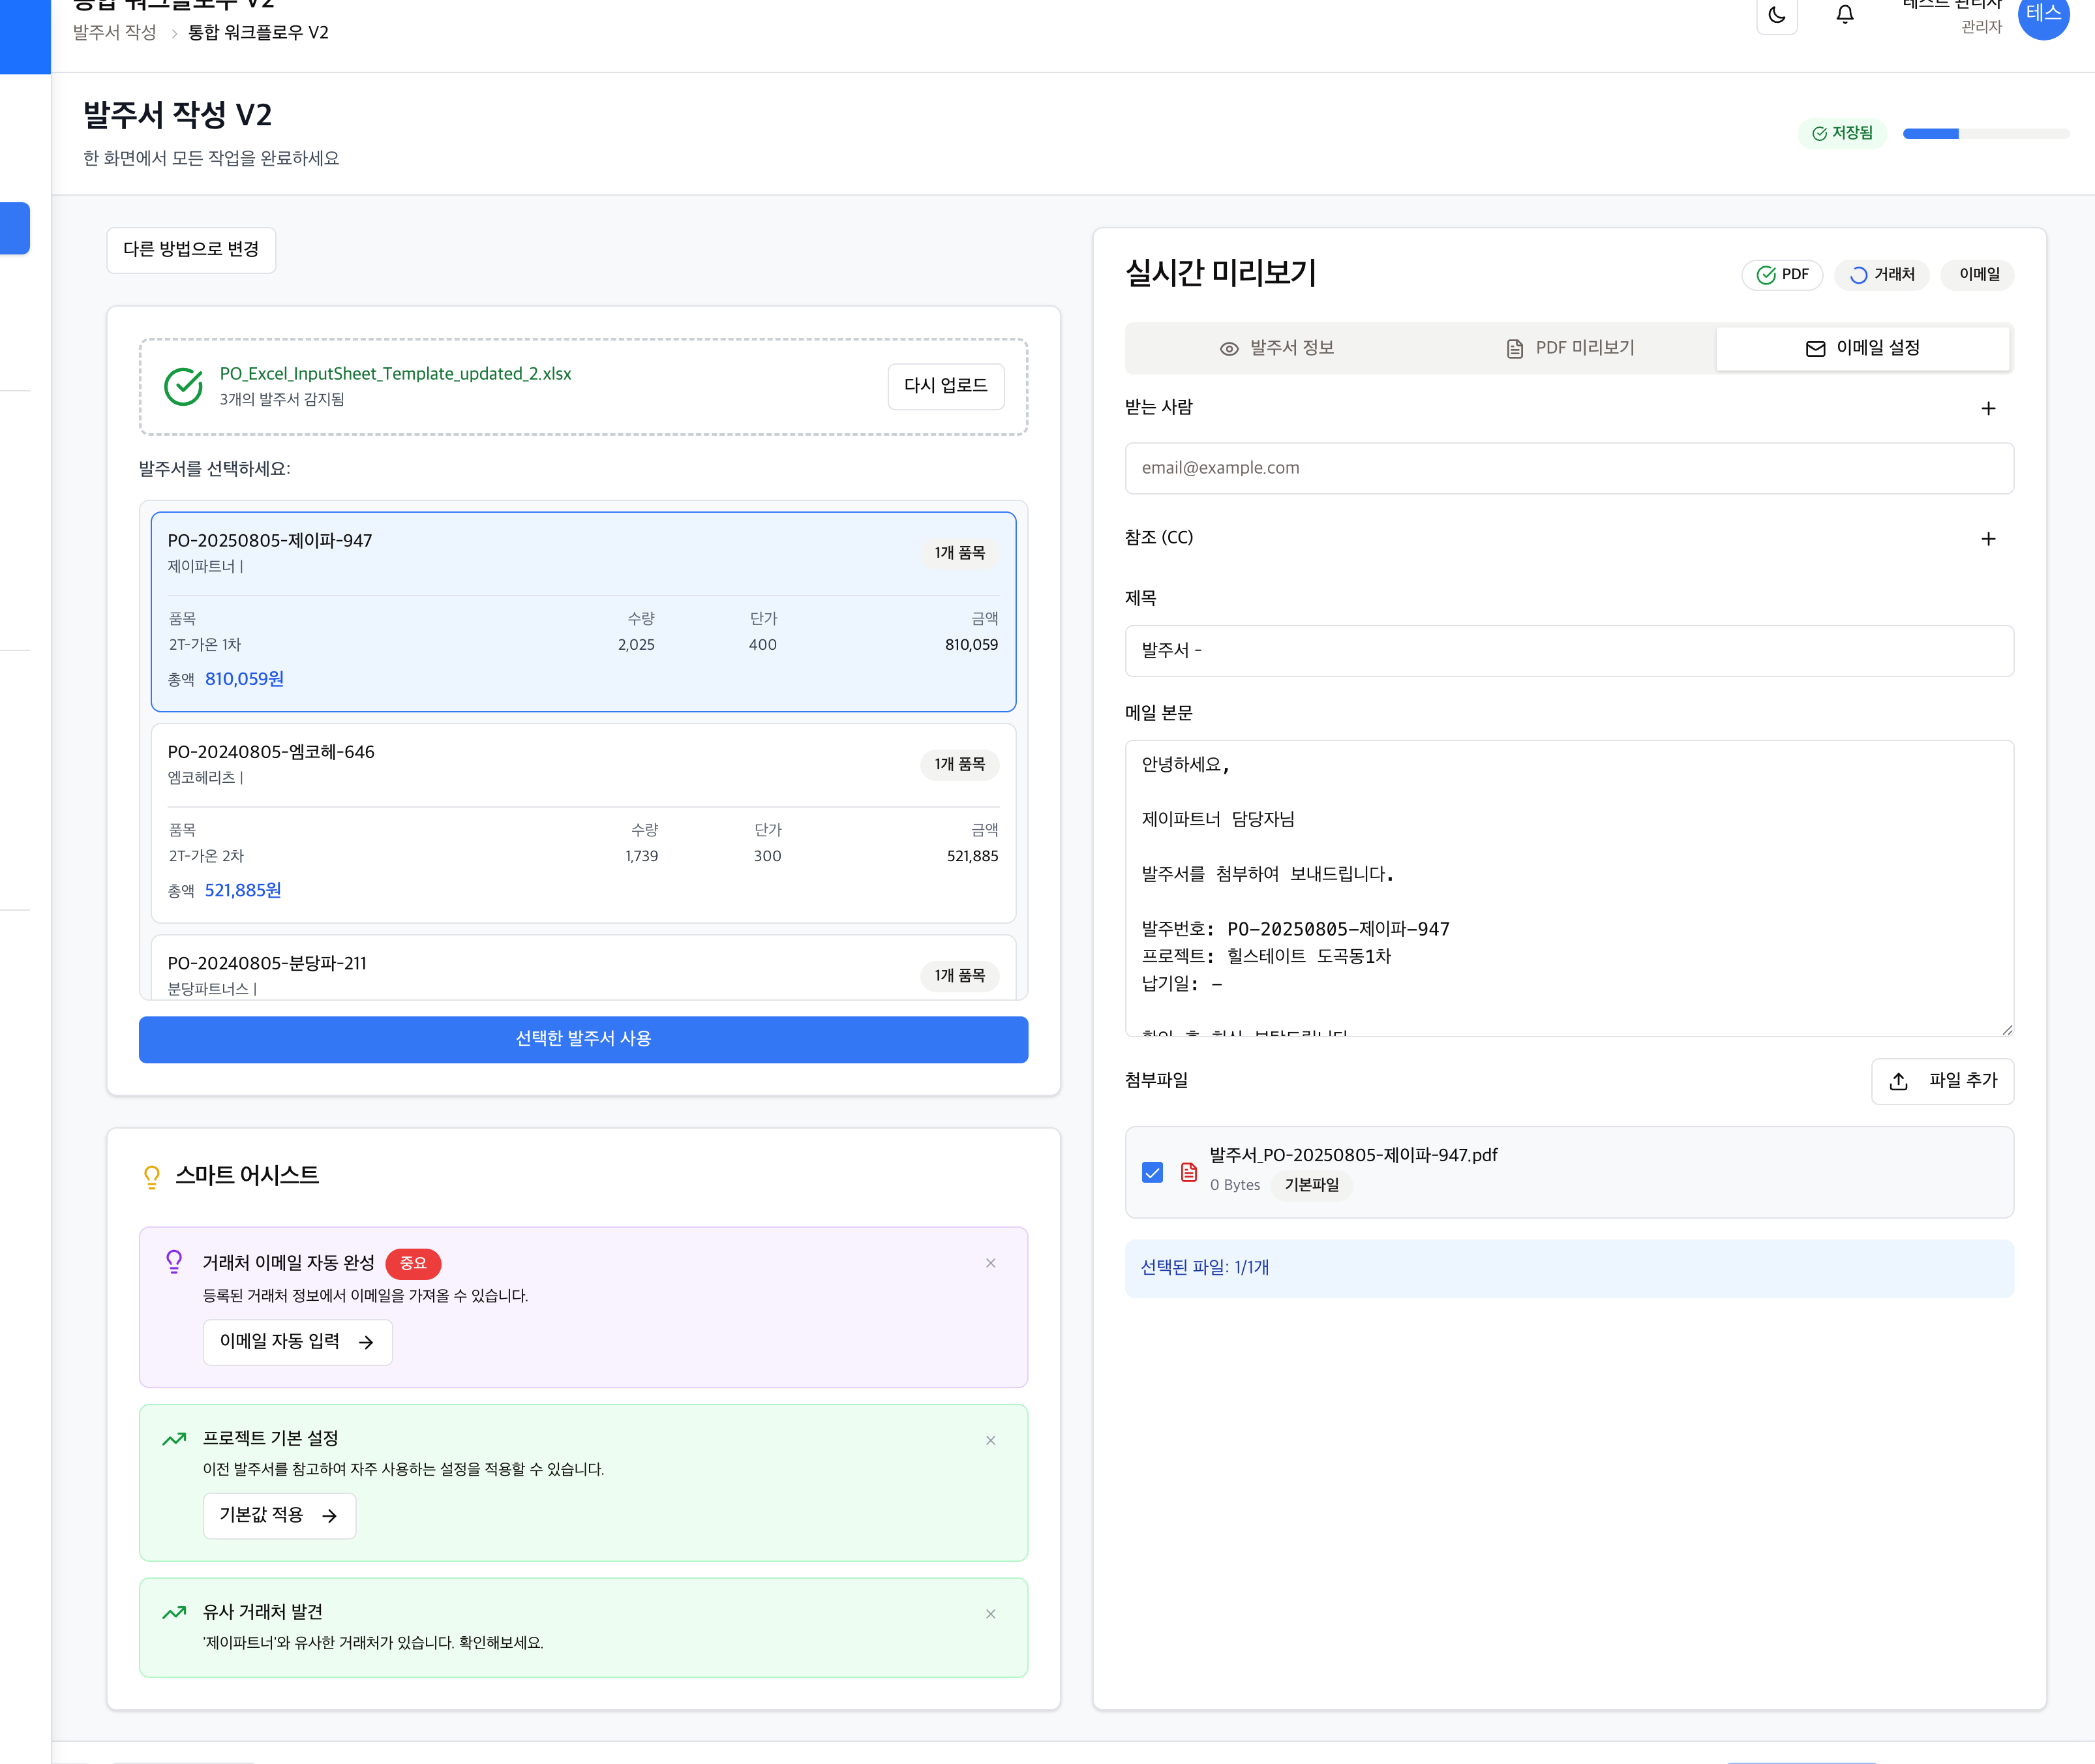 통합 워크플로우 V2
발주서 작성 > 통합 워크플로우 V2
테스트 관리자
관리자
테스
발주서 작성 V2
한 화면에서 모든 작업을 완료하세요
저장됨
다른 방법으로 변경
PO_Excel_InputSheet_Template_updated_2.xlsx
3개의 발주서 감지됨
다시 업로드
발주서를 선택하세요:
PO-20250805-제이파-947
제이파트너 |
1개 품목
품목 수량 단가 금액
2T-가온 1차 2,025 400 810,059
총액 810,059원
PO-20240805-엠코헤-646
엠코헤리츠 |
1개 품목
품목 수량 단가 금액
2T-가온 2차 1,739 300 521,885
총액 521,885원
PO-20240805-분당파-211
분당파트너스 |
1개 품목
선택한 발주서 사용
스마트 어시스트
거래처 이메일 자동 완성 중요
등록된 거래처 정보에서 이메일을 가져올 수 있습니다.
이메일 자동 입력
프로젝트 기본 설정
이전 발주서를 참고하여 자주 사용하는 설정을 적용할 수 있습니다.
기본값 적용
유사 거래처 발견
'제이파트너'와 유사한 거래처가 있습니다. 확인해보세요.
실시간 미리보기
PDF 거래처 이메일
발주서 정보 PDF 미리보기 이메일 설정
받는 사람
email@example.com
참조 (CC)
제목
발주서 -
메일 본문
안녕하세요,
제이파트너 담당자님
발주서를 첨부하여 보내드립니다.
발주번호: PO-20250805-제이파-947
프로젝트: 힐스테이트 도곡동1차
납기일: -
첨부파일
파일 추가
발주서_PO-20250805-제이파-947.pdf
0 Bytes 기본파일
선택된 파일: 1/1개